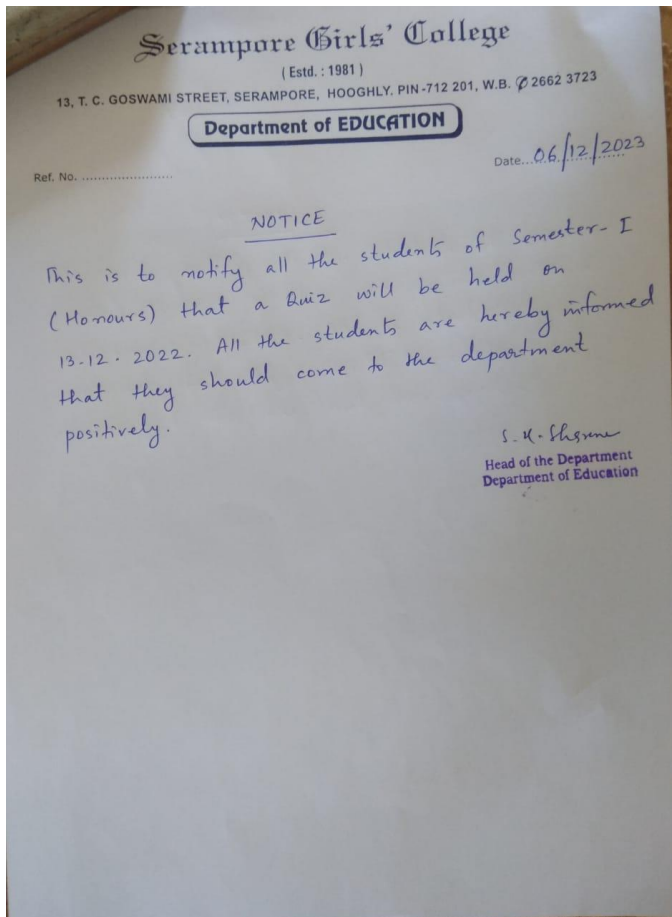 Serampore Girls' College
( Estd. : 1981 )
13, T. C. GOSWAMI STREET, SERAMPORE, HOOGHLY. PIN-712 201, W.B. ✆ 2662 3723
Department of EDUCATION
Ref. No. ........................ Date...06/12/2023
NOTICE
This is to notify all the students of Semester-I
(Honours) that a Quiz will be held on
13-12-2022. All the students are hereby informed
that they should come to the department
positively.
Head of the Department
Department of Education